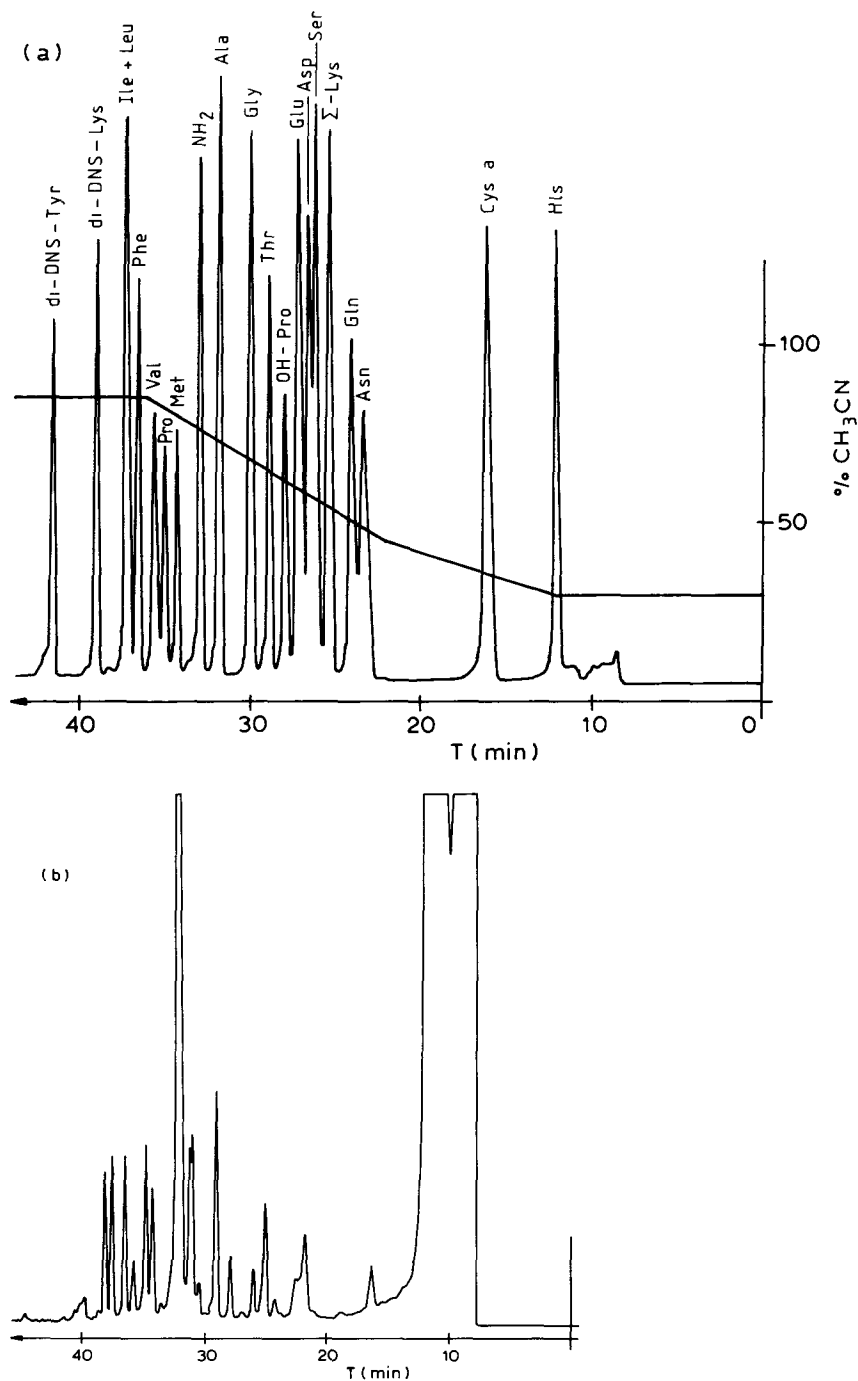 (a)
di-DNS-Tyr
di-DNS-Lys
Ile + Leu
Phe
Val
Pro
Met
NH2
Ala
Gly
Thr
OH-Pro
Glu
Asp
Ser
Σ-Lys
Gln
Asn
Cys a
His
100
50
% CH3CN
40
30
20
10
0
T (min)
(b)
40
30
20
10
T (min)